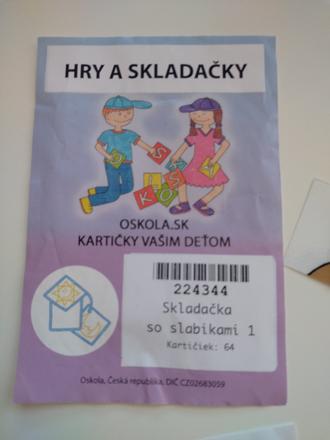 HRY A SKLADAČKY
OSKOLA.SK
KARTIČKY VAŠIM DEŤOM
224344
Skladačka
so slabikami 1
Kartičiek: 64
Oskola, Česká republika, DIČ CZ02683059